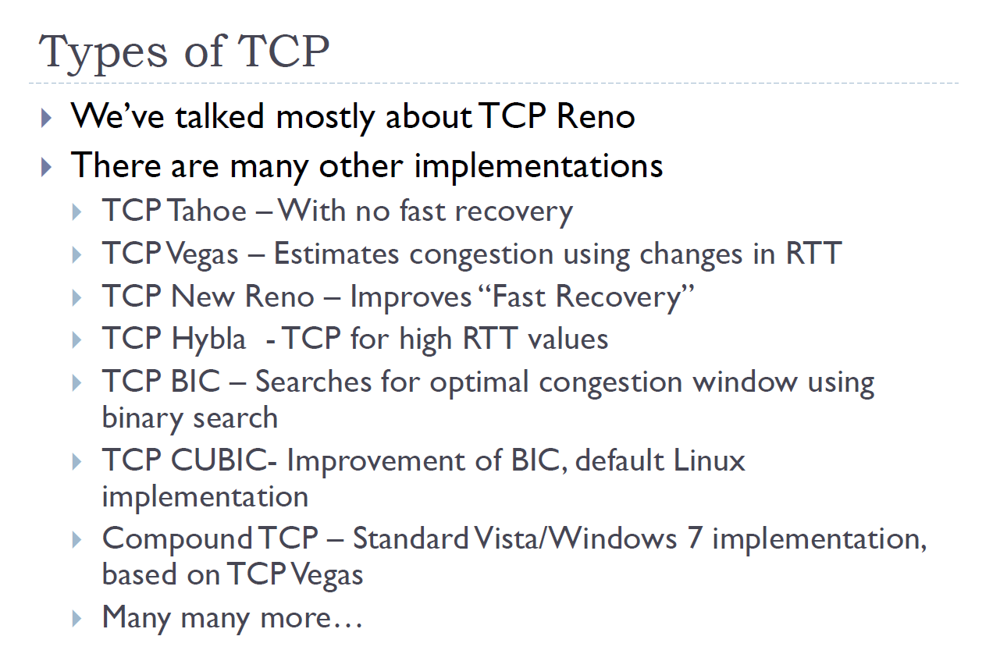 Types of TCP
We've talked mostly about TCP Reno
There are many other implementations
TCP Tahoe – With no fast recovery
TCP Vegas – Estimates congestion using changes in RTT
TCP New Reno – Improves “Fast Recovery”
TCP Hybla  - TCP for high RTT values
TCP BIC – Searches for optimal congestion window using
binary search
TCP CUBIC- Improvement of BIC, default Linux
implementation
Compound TCP – Standard Vista/Windows 7 implementation,
based on TCP Vegas
Many many more…